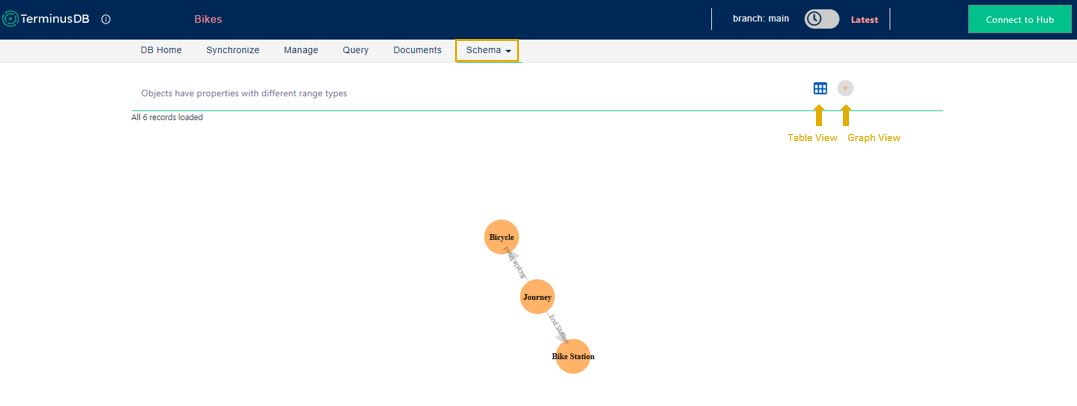 TerminusDB
Bikes
branch: main
Latest
Connect to Hub
DB Home Synchronize Manage Query Documents Schema
Objects have properties with different range types
All 6 records loaded
Table View Graph View
Bicycle
Bicycle Used
Journey
End Station
Bike Station